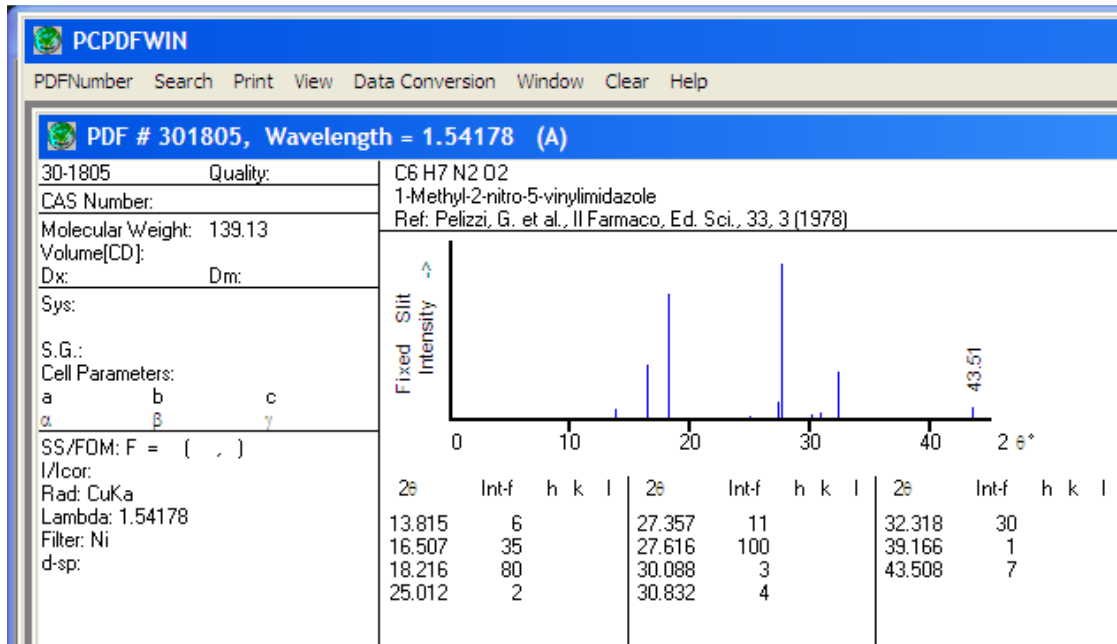 PCPDFWIN
PDFNumber Search Print View Data Conversion Window Clear Help
PDF # 301805, Wavelength = 1.54178 (A)
30-1805 Quality:
CAS Number:
Molecular Weight: 139.13
Volume[CD]:
Dx: Dm:
Sys:
S.G.:
Cell Parameters:
a b c
α β γ
SS/FOM: F = ( , )
I/Icor:
Rad: CuKa
Lambda: 1.54178
Filter: Ni
d-sp:
C6 H7 N2 O2
1-Methyl-2-nitro-5-vinylimidazole
Ref: Pelizzi, G. et al., Il Farmaco, Ed. Sci., 33, 3 (1978)
Fixed Slit
Intensity ->
43.51
0 10 20 30 40 2 θ°
2θ Int-f h k l 2θ Int-f h k l 2θ Int-f h k l
13.815 6 27.357 11 32.318 30
16.507 35 27.616 100 39.166 1
18.216 80 30.088 3 43.508 7
25.012 2 30.832 4